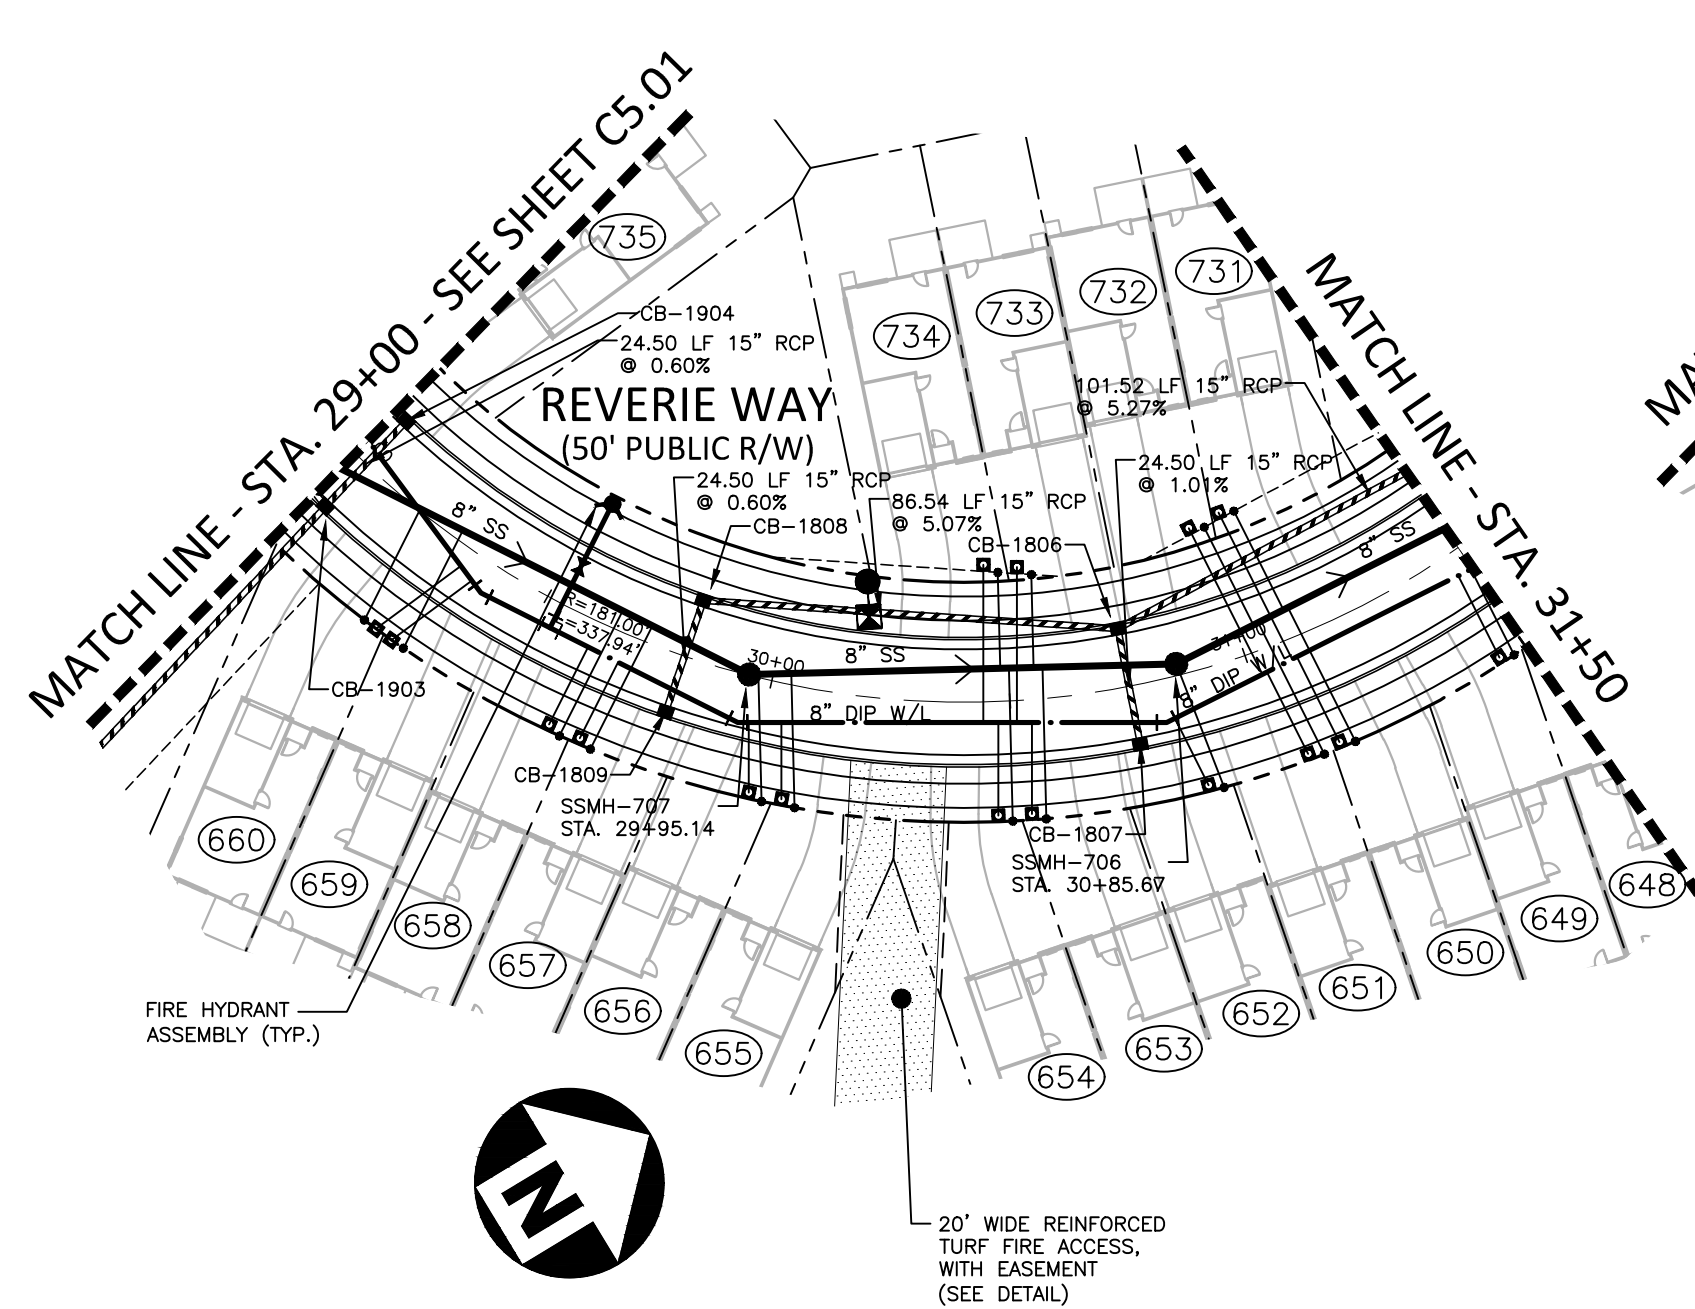 MATCH LINE - STA. 29+00 - SEE SHEET C5.01
735
CB-1904
24.50 LF 15" RCP
@ 0.60%
REVERIE WAY
(50' PUBLIC R/W)
734
733
732
731
MATCH LINE - STA. 31+50
101.52 LF 15" RCP
@ 5.27%
24.50 LF 15" RCP
@ 0.60%
86.54 LF 15" RCP
@ 5.07%
24.50 LF 15" RCP
@ 1.01%
CB-1808
CB-1806
8" SS
8" SS
8" SS
R=181.00'
L=337.94'
30+00
31+00
8" DIP W/L
8" DIP W/L
CB-1903
CB-1809
SSMH-707
STA. 29+95.14
CB-1807
SSMH-706
STA. 30+85.67
660
659
658
657
656
655
654
653
652
651
650
649
648
FIRE HYDRANT
ASSEMBLY (TYP.)
N
20' WIDE REINFORCED
TURF FIRE ACCESS,
WITH EASEMENT
(SEE DETAIL)